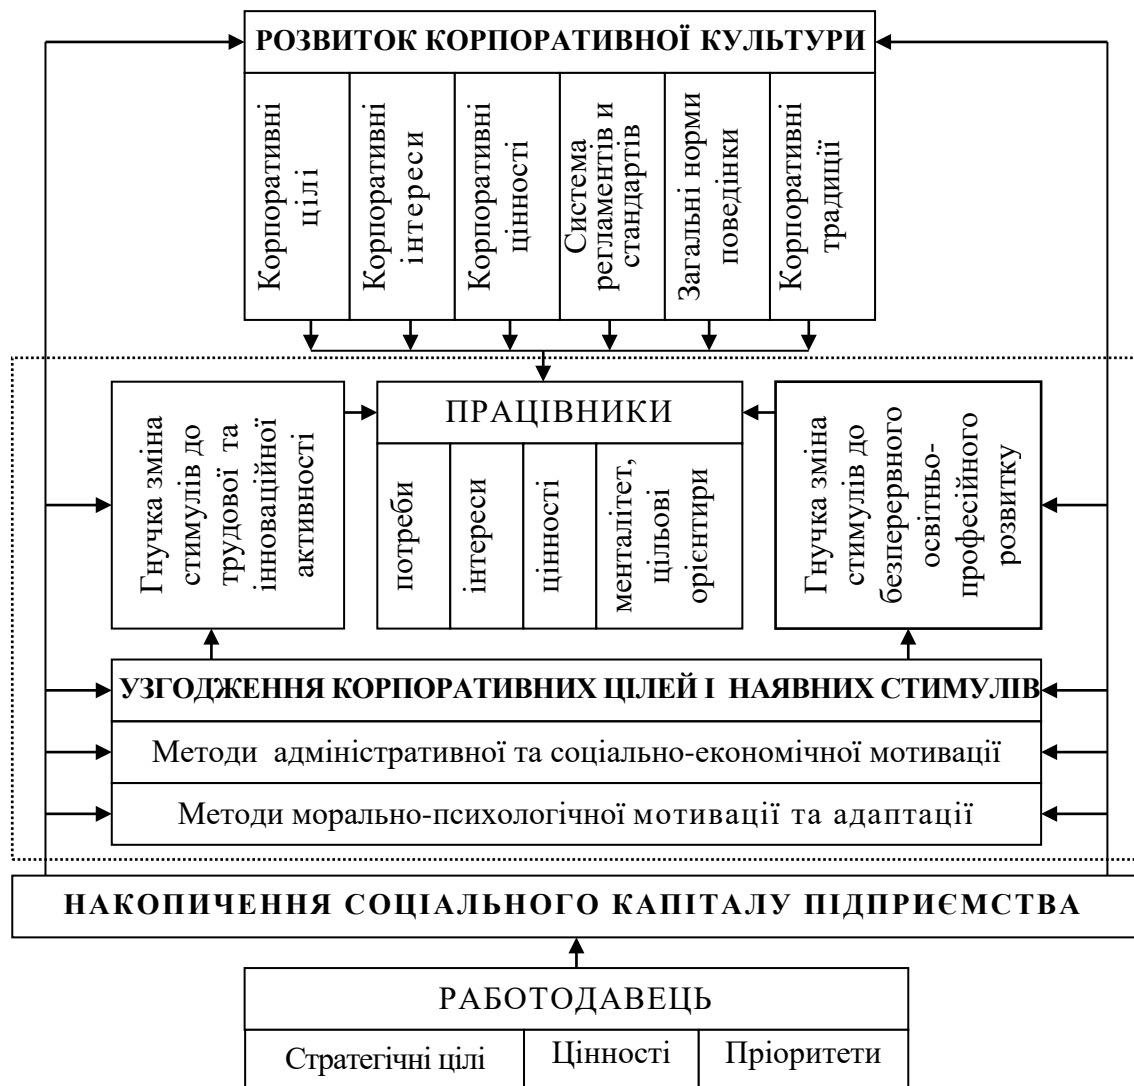 РОЗВИТОК КОРПОРАТИВНОЇ КУЛЬТУРИ
Корпоративні
цілі
Корпоративні
інтереси
Корпоративні
цінності
Система
регламентів и
стандартів
Загальні норми
поведінки
Корпоративні
традиції
Гнучка зміна
стимулів до
трудової та
інноваційної
активності
ПРАЦІВНИКИ
потреби
інтереси
цінності
менталітет,
цільові
орієнтири
Гнучка зміна
стимулів до
безперервного
освітньо-
професійного
розвитку
УЗГОДЖЕННЯ КОРПОРАТИВНИХ ЦІЛЕЙ І НАЯВНИХ СТИМУЛІВ
Методи адміністративної та соціально-економічної мотивації
Методи морально-психологічної мотивації та адаптації
НАКОПИЧЕННЯ СОЦІАЛЬНОГО КАПІТАЛУ ПІДПРИЄМСТВА
РАБОТОДАВЕЦЬ
Стратегічні цілі
Цінності
Пріоритети